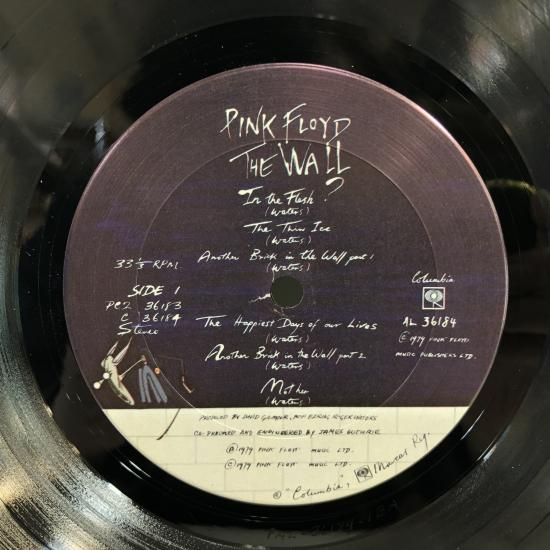 PINK FLOYD
THE WALL
In the Flesh?
(Waters)
The Thin Ice
(Waters)
Another Brick in the Wall part 1
(Waters)
33 1/3 RPM.
SIDE 1
PC2 36183
C 36184
Stereo
Columbia
AL 36184
© 1979 PINK FLOYD
MUSIC PUBLISHERS LTD.
The Happiest Days of our Lives
(Waters)
Another Brick in the Wall part 2
(Waters)
Mother
(Waters)
PRODUCED BY DAVID GILMOUR, BOB EZRIN, ROGER WATERS
CO-PRODUCED AND ENGINEERED BY JAMES GUTHRIE
Ⓟ 1979 PINK FLOYD MUSIC LTD.
© 1979 PINK FLOYD MUSIC LTD.
® "Columbia", Marcas Reg.